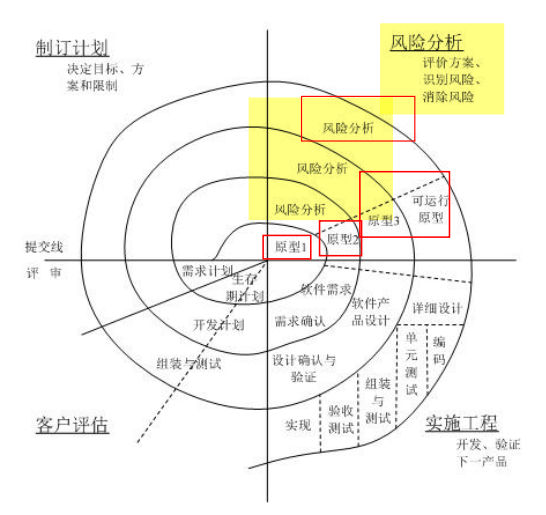 制订计划
决定目标、方
案和限制
风险分析
评价方案、
识别风险、
消除风险
风险分析
风险分析
风险分析
可运行
原型
原型3
原型2
原型1
提交线
评 审
需求计划
生存
期计划
开发计划
组装与测试
软件需求
需求确认
软件产
品设计
设计确认与
验证
详细设计
单元测试
编码
组装与测试
验收测试
实现
客户评估
实施工程
开发、验证
下一产品